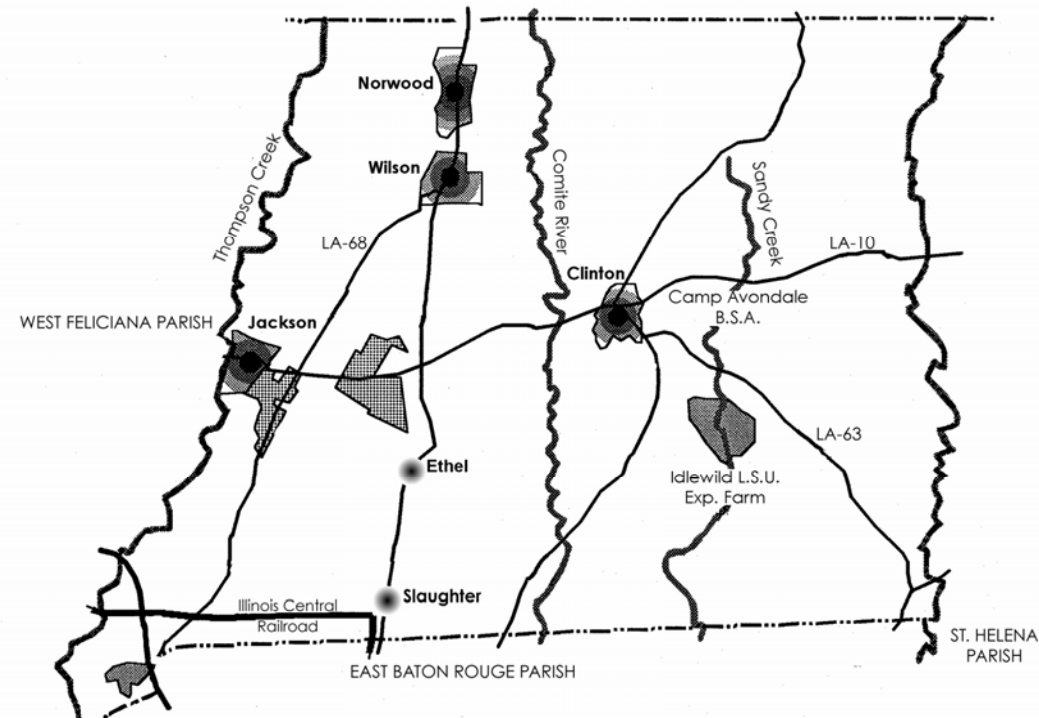 Norwood
Wilson
Thompson Creek
Comite River
Sandy Creek
LA-68
LA-10
Clinton
Camp Avondale
B.S.A.
WEST FELICIANA PARISH
Jackson
LA-63
Ethel
Idlewild L.S.U.
Exp. Farm
Slaughter
Illinois Central
Railroad
ST. HELENA
PARISH
EAST BATON ROUGE PARISH